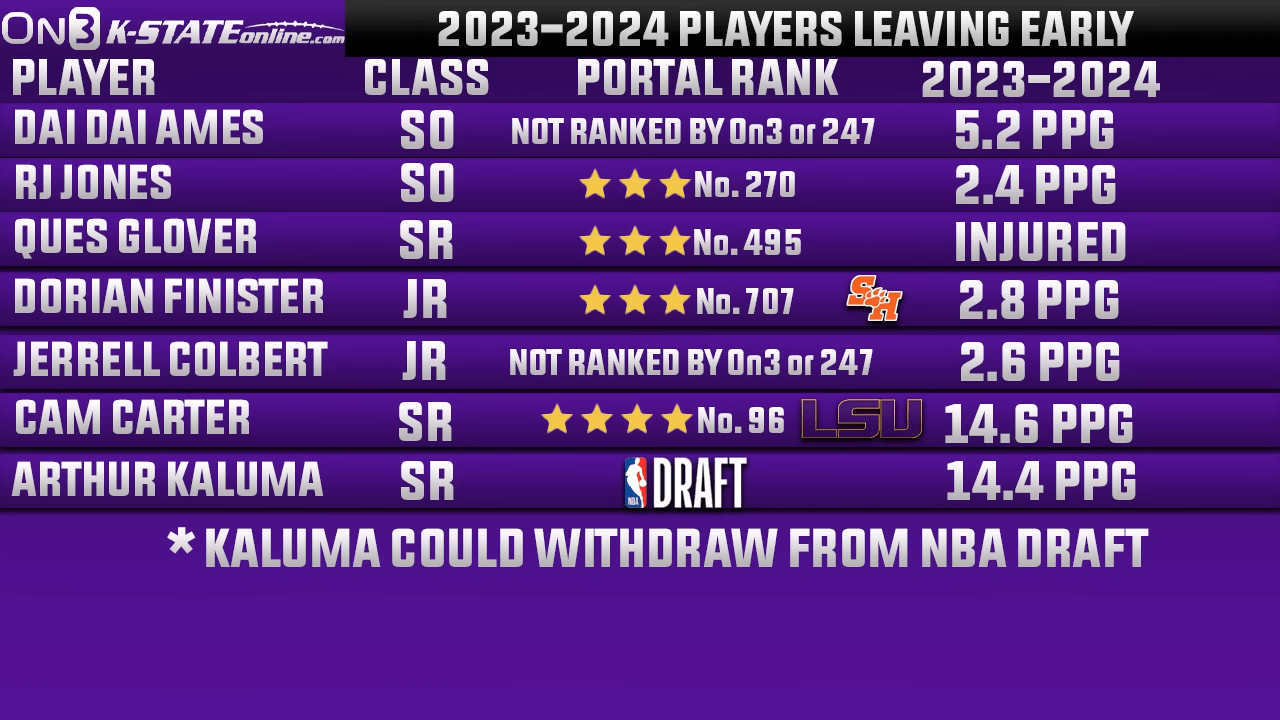 On3 K-STATEonline.com 2023-2024 PLAYERS LEAVING EARLY
PLAYER CLASS PORTAL RANK 2023-2024
DAI DAI AMES SO NOT RANKED BY On3 or 247 5.2 PPG
RJ JONES SO No. 270 2.4 PPG
QUES GLOVER SR No. 495 INJURED
DORIAN FINISTER JR No. 707 SH 2.8 PPG
JERRELL COLBERT JR NOT RANKED BY On3 or 247 2.6 PPG
CAM CARTER SR No. 96 LSU 14.6 PPG
ARTHUR KALUMA SR NBA DRAFT 14.4 PPG
* KALUMA COULD WITHDRAW FROM NBA DRAFT